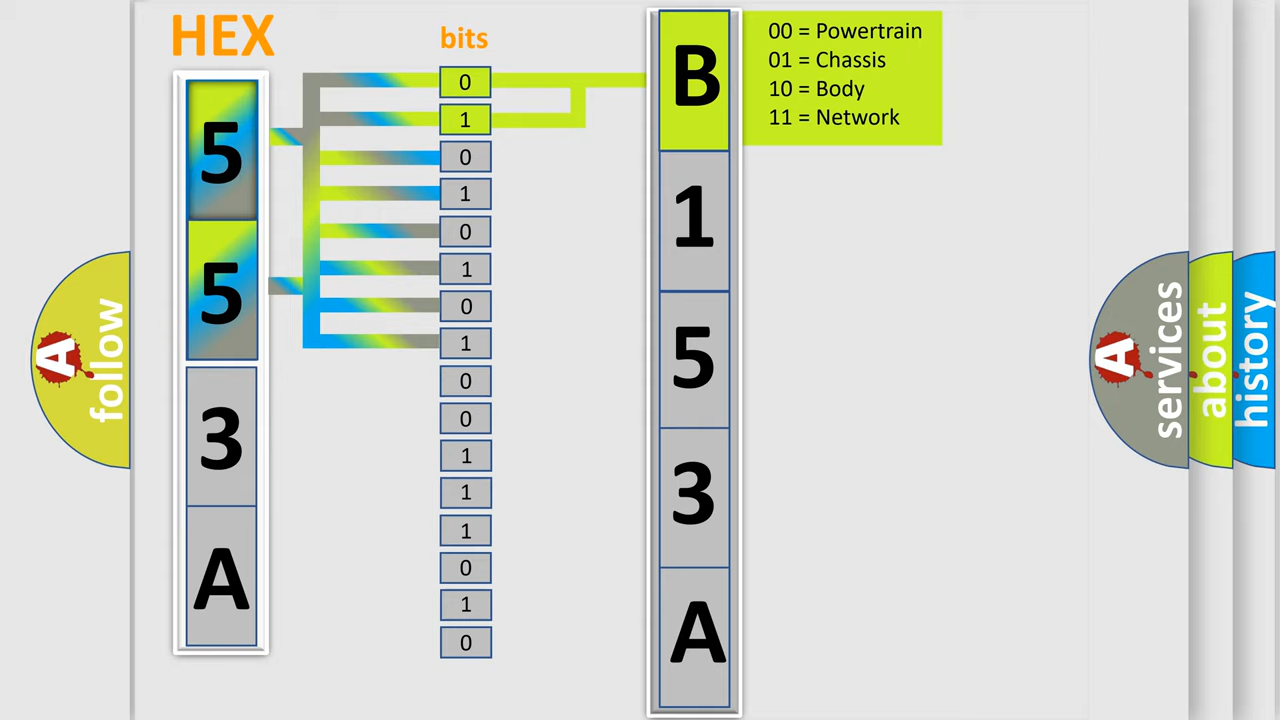 HEX
bits
5
5
3
A
0
1
0
1
0
1
0
1
0
0
1
1
1
0
1
0
B
1
5
3
A
00 = Powertrain
01 = Chassis
10 = Body
11 = Network
A follow
A services
about
history